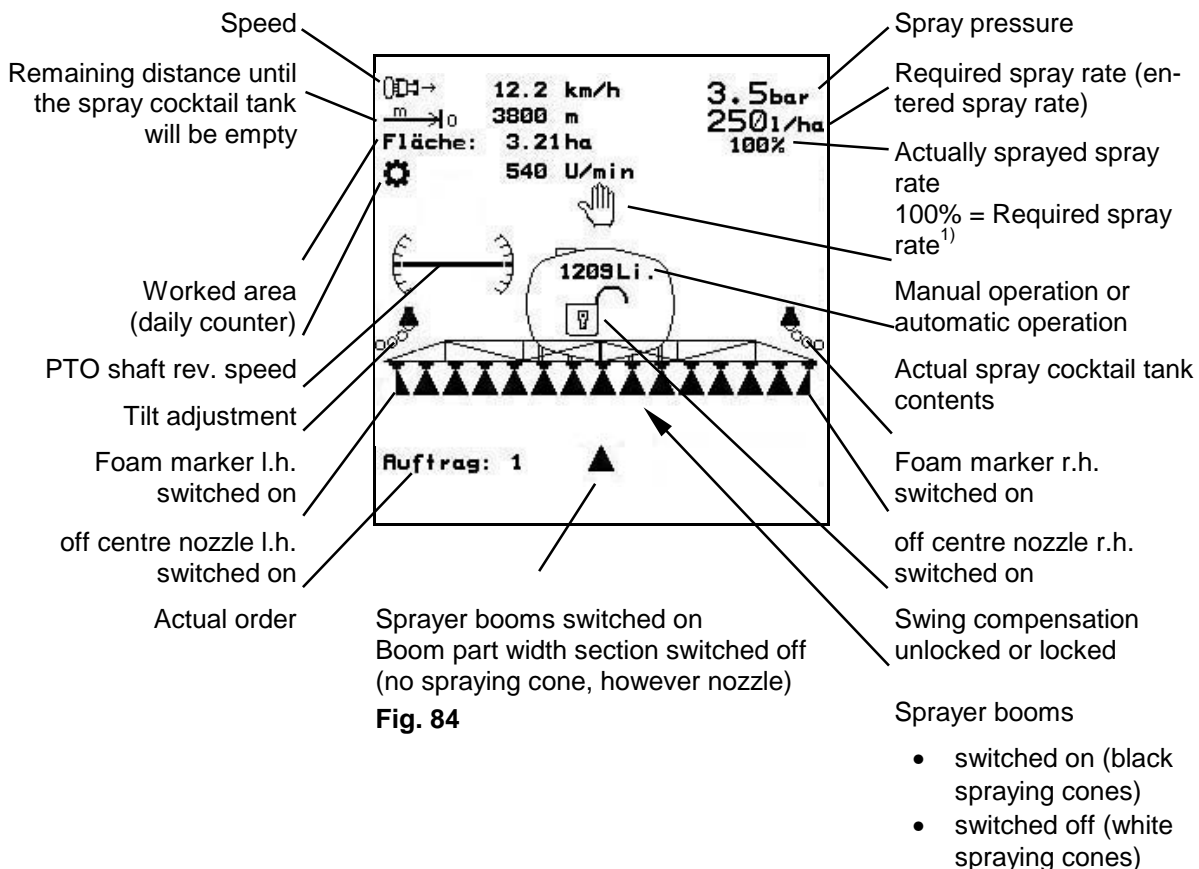 Speed
Remaining distance until
the spray cocktail tank
will be empty
Worked area
(daily counter)
PTO shaft rev. speed
Tilt adjustment
Foam marker l.h.
switched on
off centre nozzle l.h.
switched on
Actual order
12.2 km/h
m
o
3800 m
Fläche: 3.21ha
540 U/min
3.5bar
250l/ha
100%
1209Li.
Auftrag: 1
Sprayer booms switched on
Boom part width section switched off
(no spraying cone, however nozzle)
Fig. 84
Spray pressure
Required spray rate (en-
tered spray rate)
Actually sprayed spray
rate
100% = Required spray
rate1)
Manual operation or
automatic operation
Actual spray cocktail tank
contents
Foam marker r.h.
switched on
off centre nozzle r.h.
switched on
Swing compensation
unlocked or locked
Sprayer booms
• switched on (black
spraying cones)
• switched off (white
spraying cones)